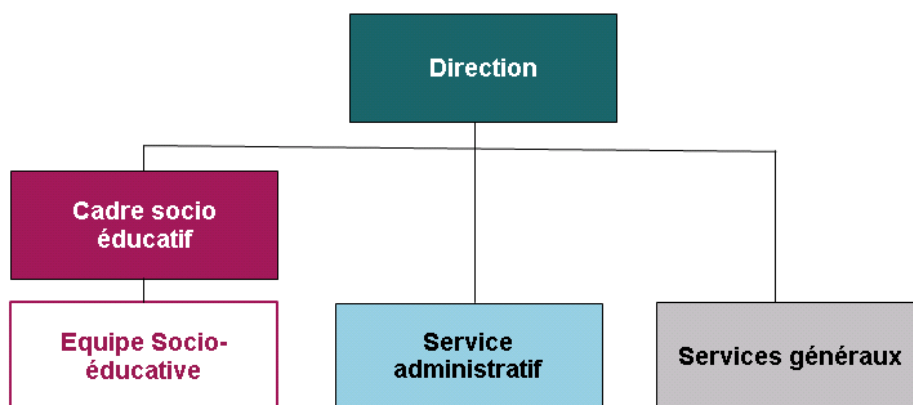 Direction
Cadre socio
éducatif
Equipe Socio-
éducative
Service
administratif
Services généraux